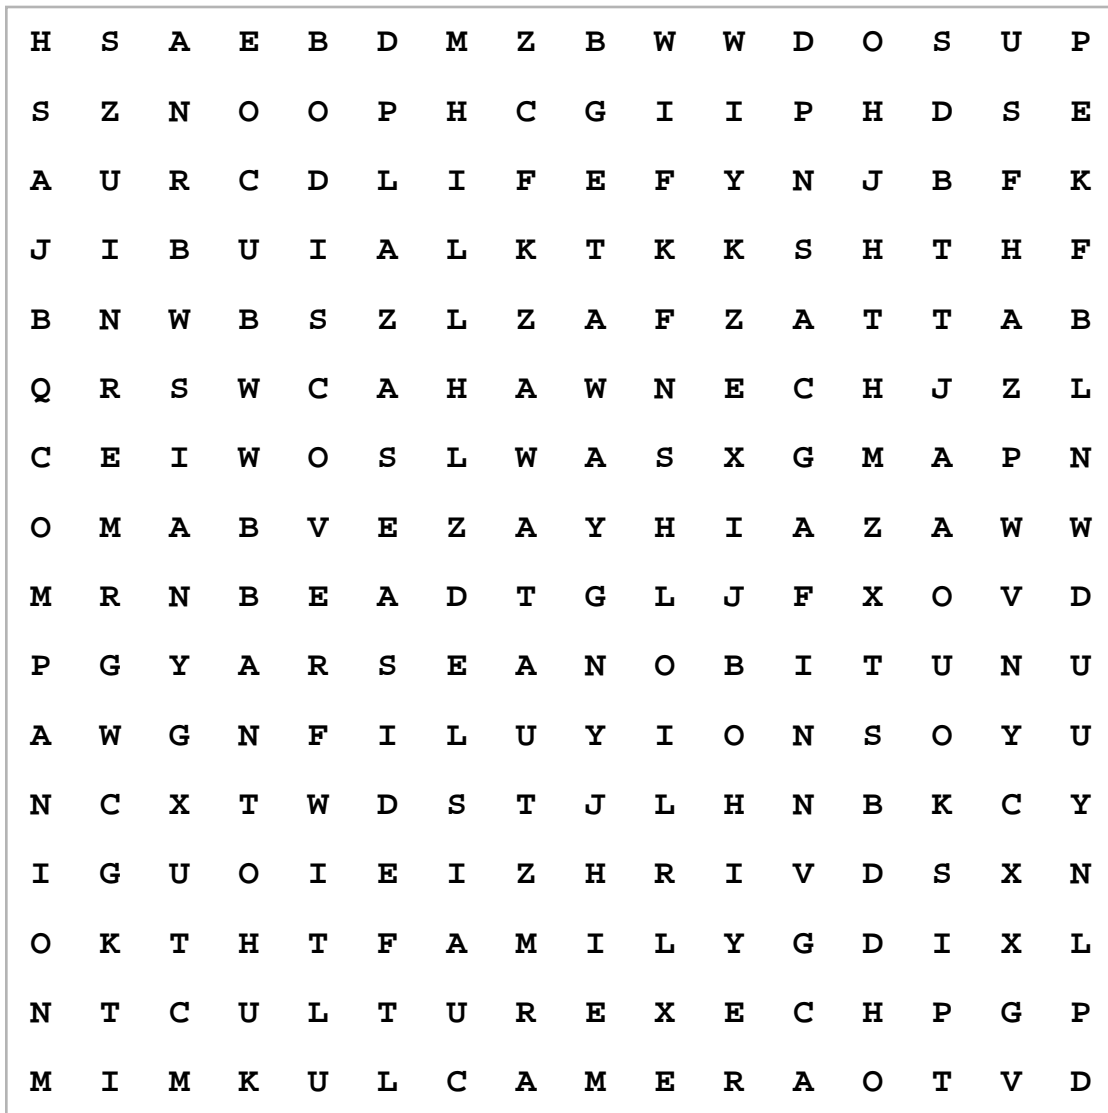 H S A E B D M Z B W W D O S U P
S Z N O O P H C G I I P H D S E
A U R C D L I F E F Y N J B F K
J I B U I A L K T K K S H T H F
B N W B S Z L Z A F Z A T T A B
Q R S W C A H A W N E C H J Z L
C E I W O S L W A S X G M A P N
O M A B V E Z A Y H I A Z A W W
M R N B E A D T G L J F X O V D
P G Y A R S E A N O B I T U N U
A W G N F I L U Y I O N S O Y U
N C X T W D S T J L H N B K C Y
I G U O I E I Z H R I V D S X N
O K T H T F A M I L Y G D I X L
N T C U L T U R E X E C H P G P
M I M K U L C A M E R A O T V D